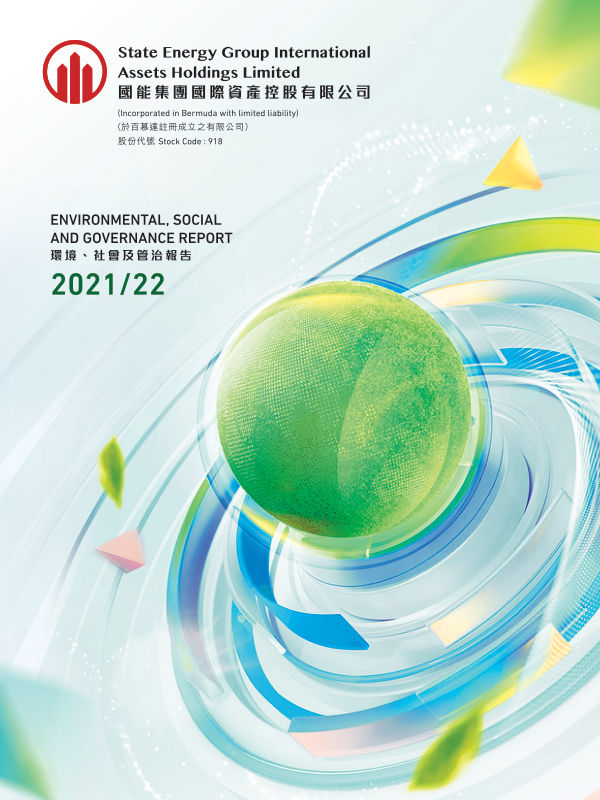 State Energy Group International
Assets Holdings Limited
國能集團國際資產控股有限公司
(Incorporated in Bermuda with limited liability)
(於百慕達註冊成立之有限公司)
股份代號 Stock Code : 918
ENVIRONMENTAL, SOCIAL
AND GOVERNANCE REPORT
環境、社會及管治報告
2021/22